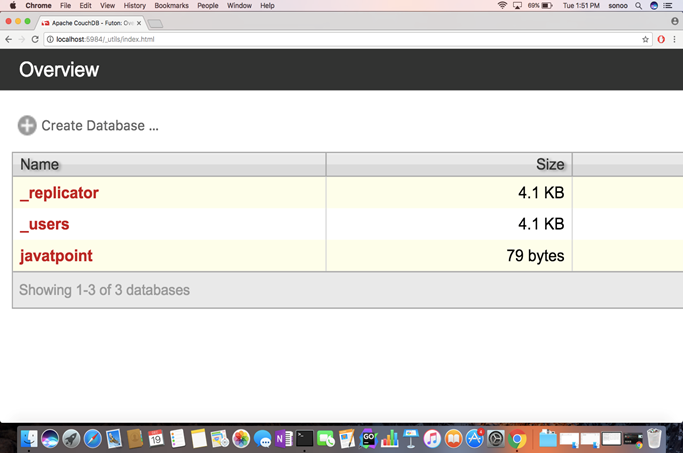 Chrome File Edit View History Bookmarks People Window Help 69% Tue 1:51 PM sonoo
Apache CouchDB - Futon: Ove
localhost:5984/_utils/index.html
Overview
Create Database ...
Name Size
_replicator 4.1 KB
_users 4.1 KB
javatpoint 79 bytes
Showing 1-3 of 3 databases